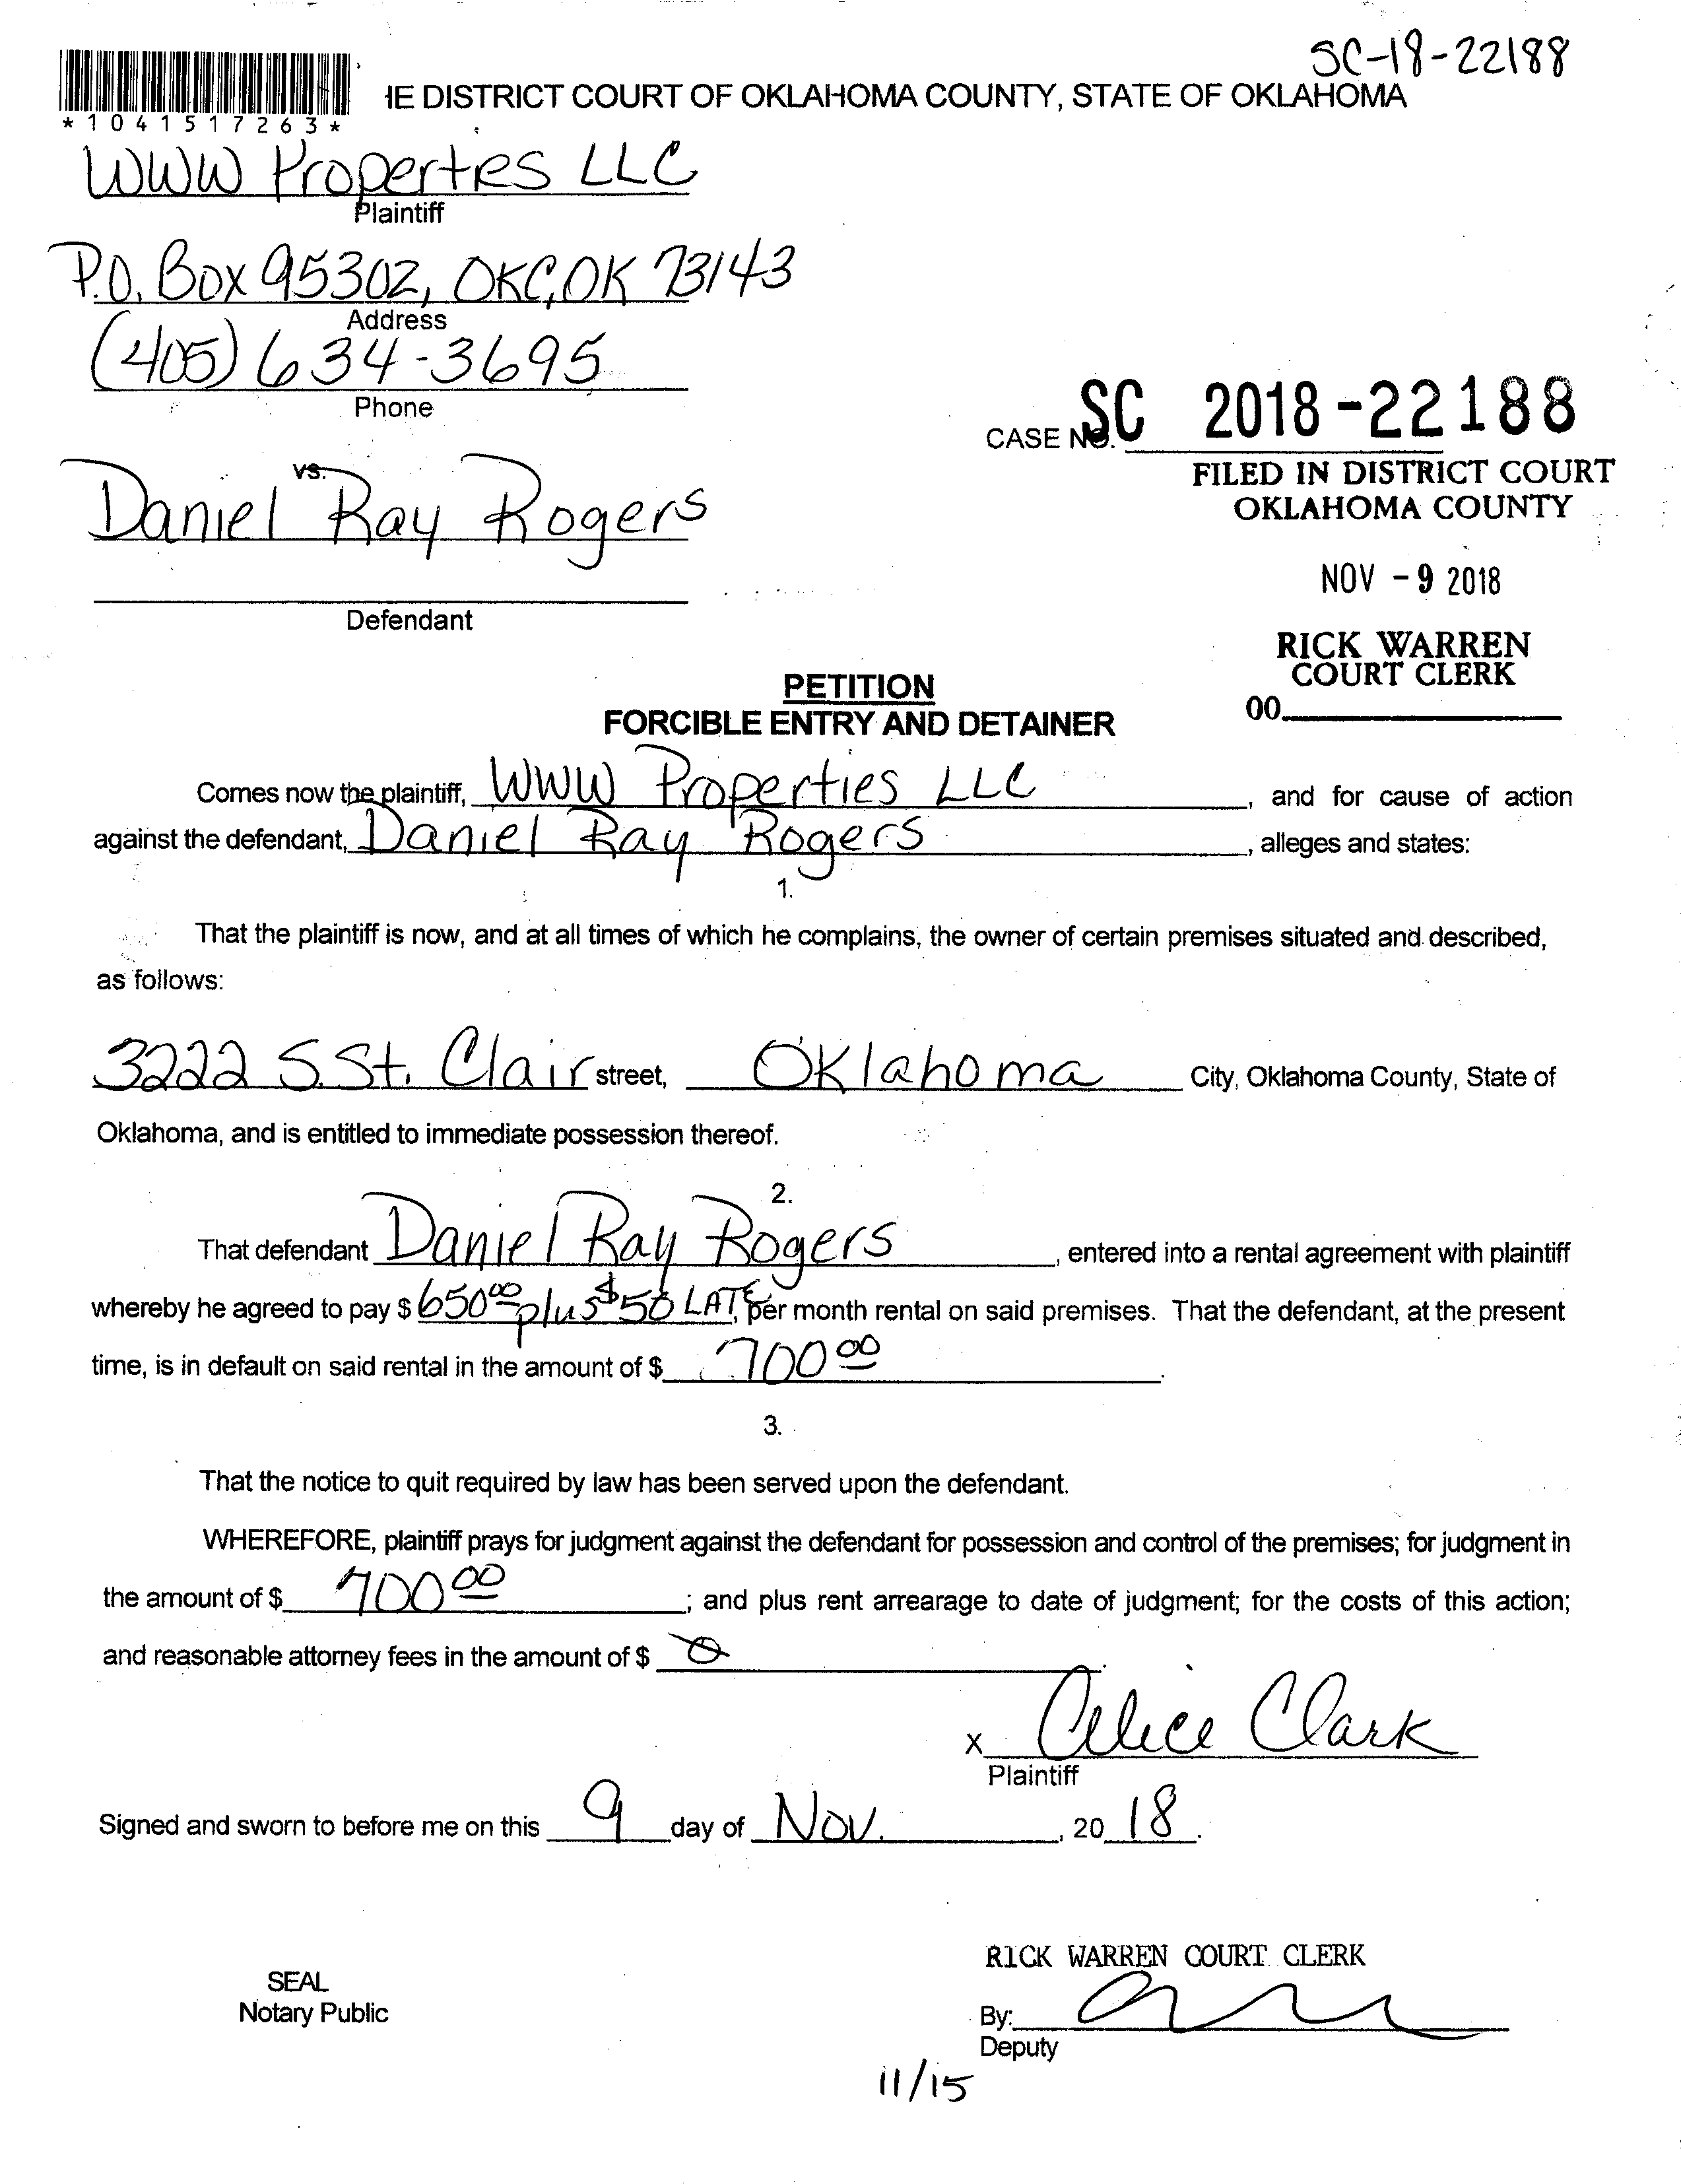 SC-18-22188
IE DISTRICT COURT OF OKLAHOMA COUNTY, STATE OF OKLAHOMA
*1041517263*
WWW Properties LLC
Plaintiff
P.O. Box 95302, OKC, OK 73143
Address
(405) 634-3695
Phone
CASE NO. SC 2018-22188
FILED IN DISTRICT COURT
OKLAHOMA COUNTY
vs.
Daniel Ray Rogers
NOV - 9 2018
Defendant
RICK WARREN
COURT CLERK
00
PETITION
FORCIBLE ENTRY AND DETAINER
Comes now the plaintiff, WWW Properties LLC, and for cause of action
against the defendant, Daniel Ray Rogers, alleges and states:
1.
That the plaintiff is now, and at all times of which he complains, the owner of certain premises situated and described,
as follows:
3222 S. St. Clair street, Oklahoma City, Oklahoma County, State of
Oklahoma, and is entitled to immediate possession thereof.
2.
That defendant Daniel Ray Rogers, entered into a rental agreement with plaintiff
whereby he agreed to pay $ 650 00 plus $50 LATE, per month rental on said premises. That the defendant, at the present
time, is in default on said rental in the amount of $ 700 00.
3.
That the notice to quit required by law has been served upon the defendant.
WHEREFORE, plaintiff prays for judgment against the defendant for possession and control of the premises; for judgment in
the amount of $ 700 00; and plus rent arrearage to date of judgment; for the costs of this action;
and reasonable attorney fees in the amount of $ 0.
X Celice Clark
Plaintiff
Signed and sworn to before me on this 9 day of Nov., 2018.
RICK WARREN COURT CLERK
SEAL
Notary Public
By:
Deputy
11/15